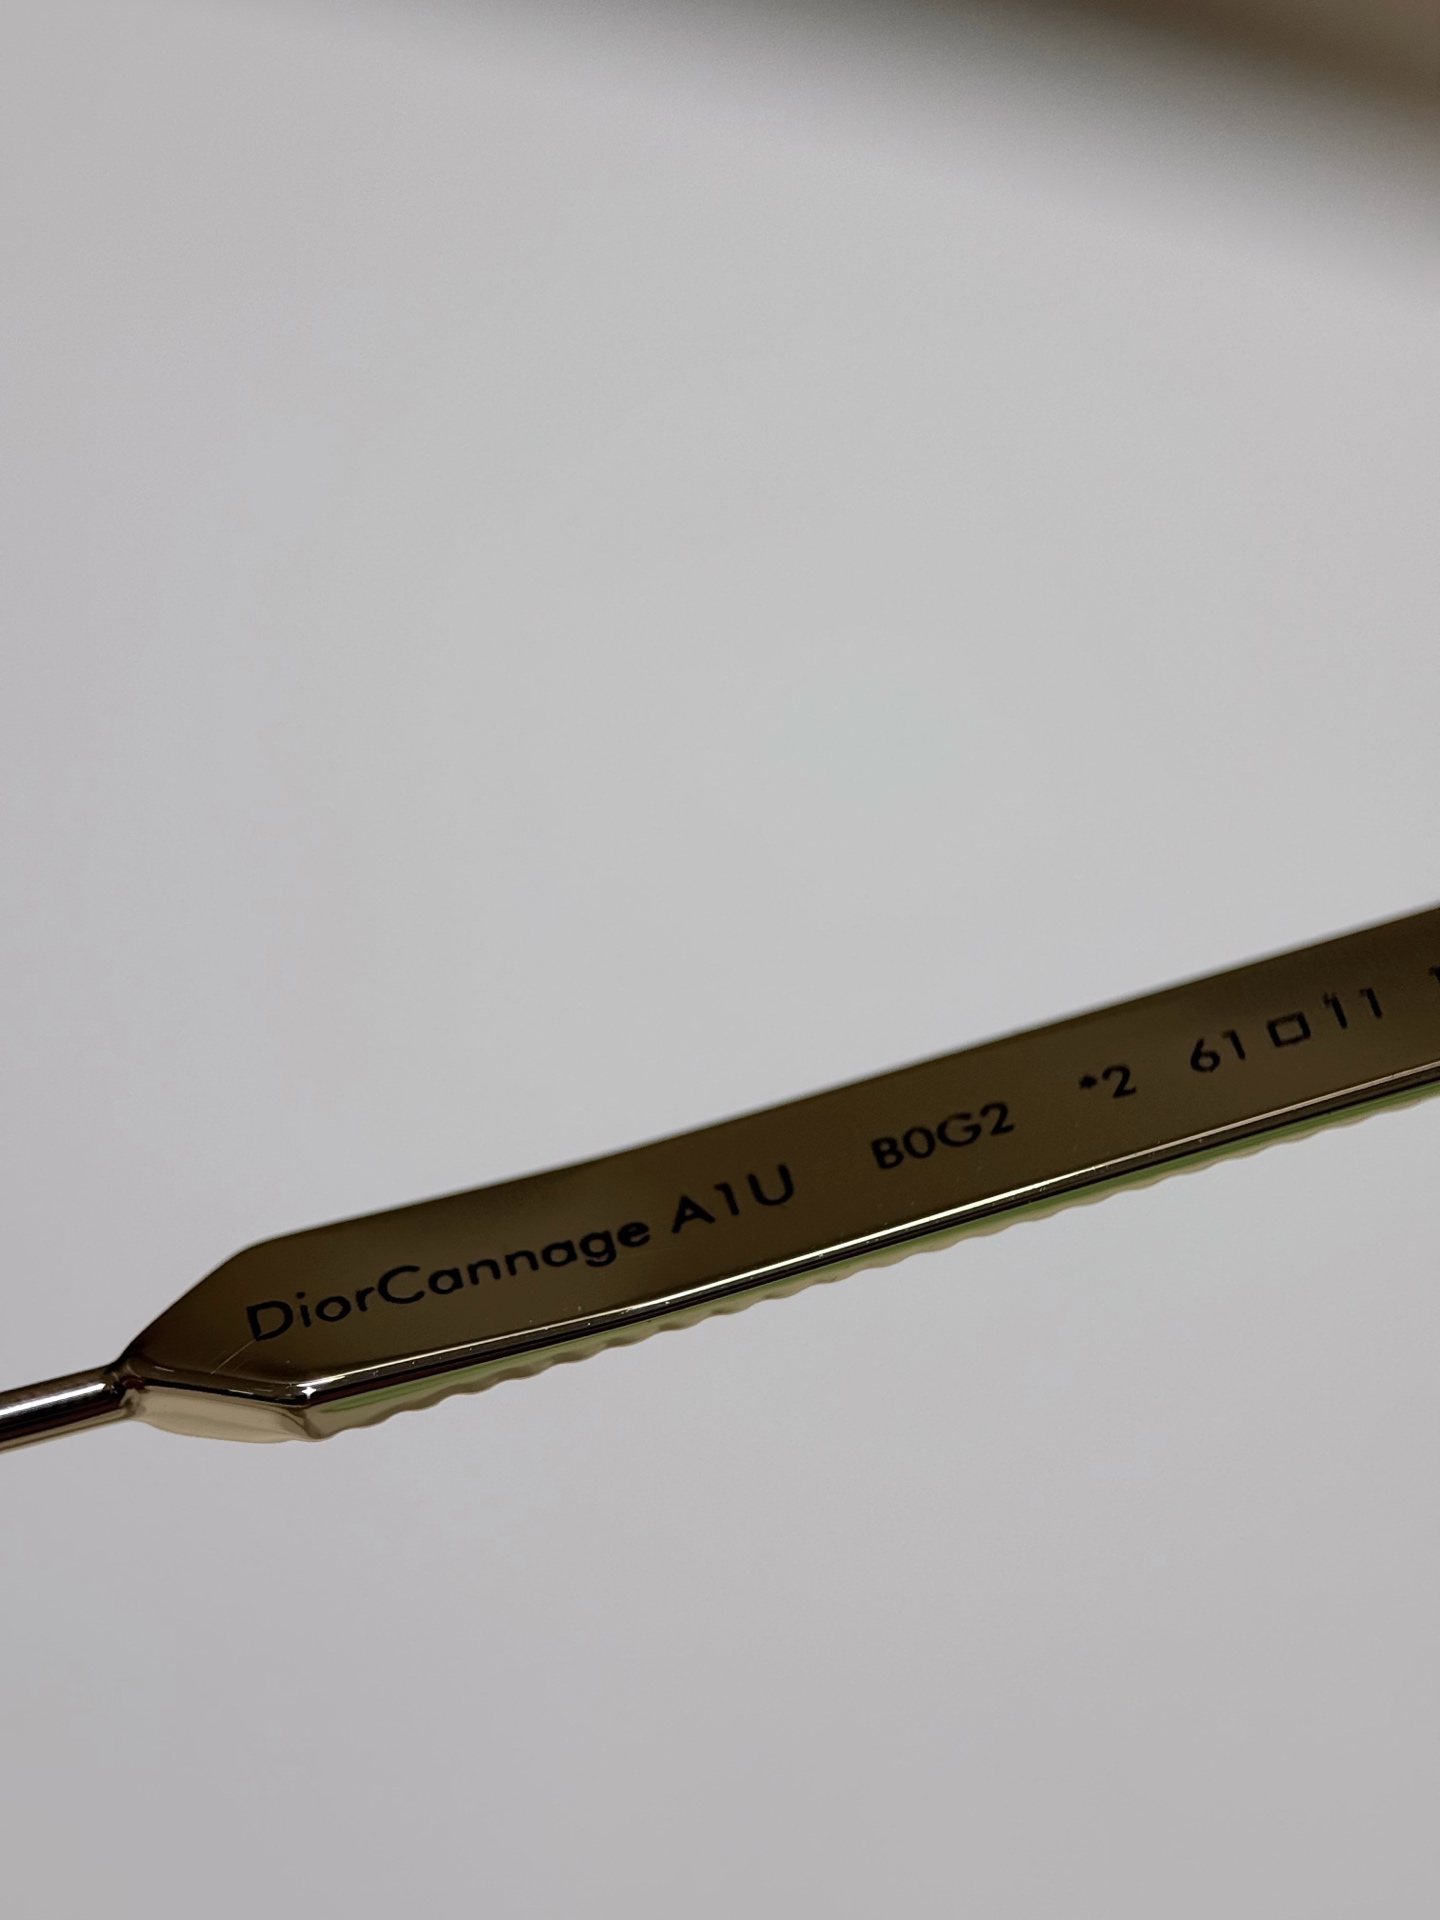 DiorCannage A1U B0G2 *2 61□11